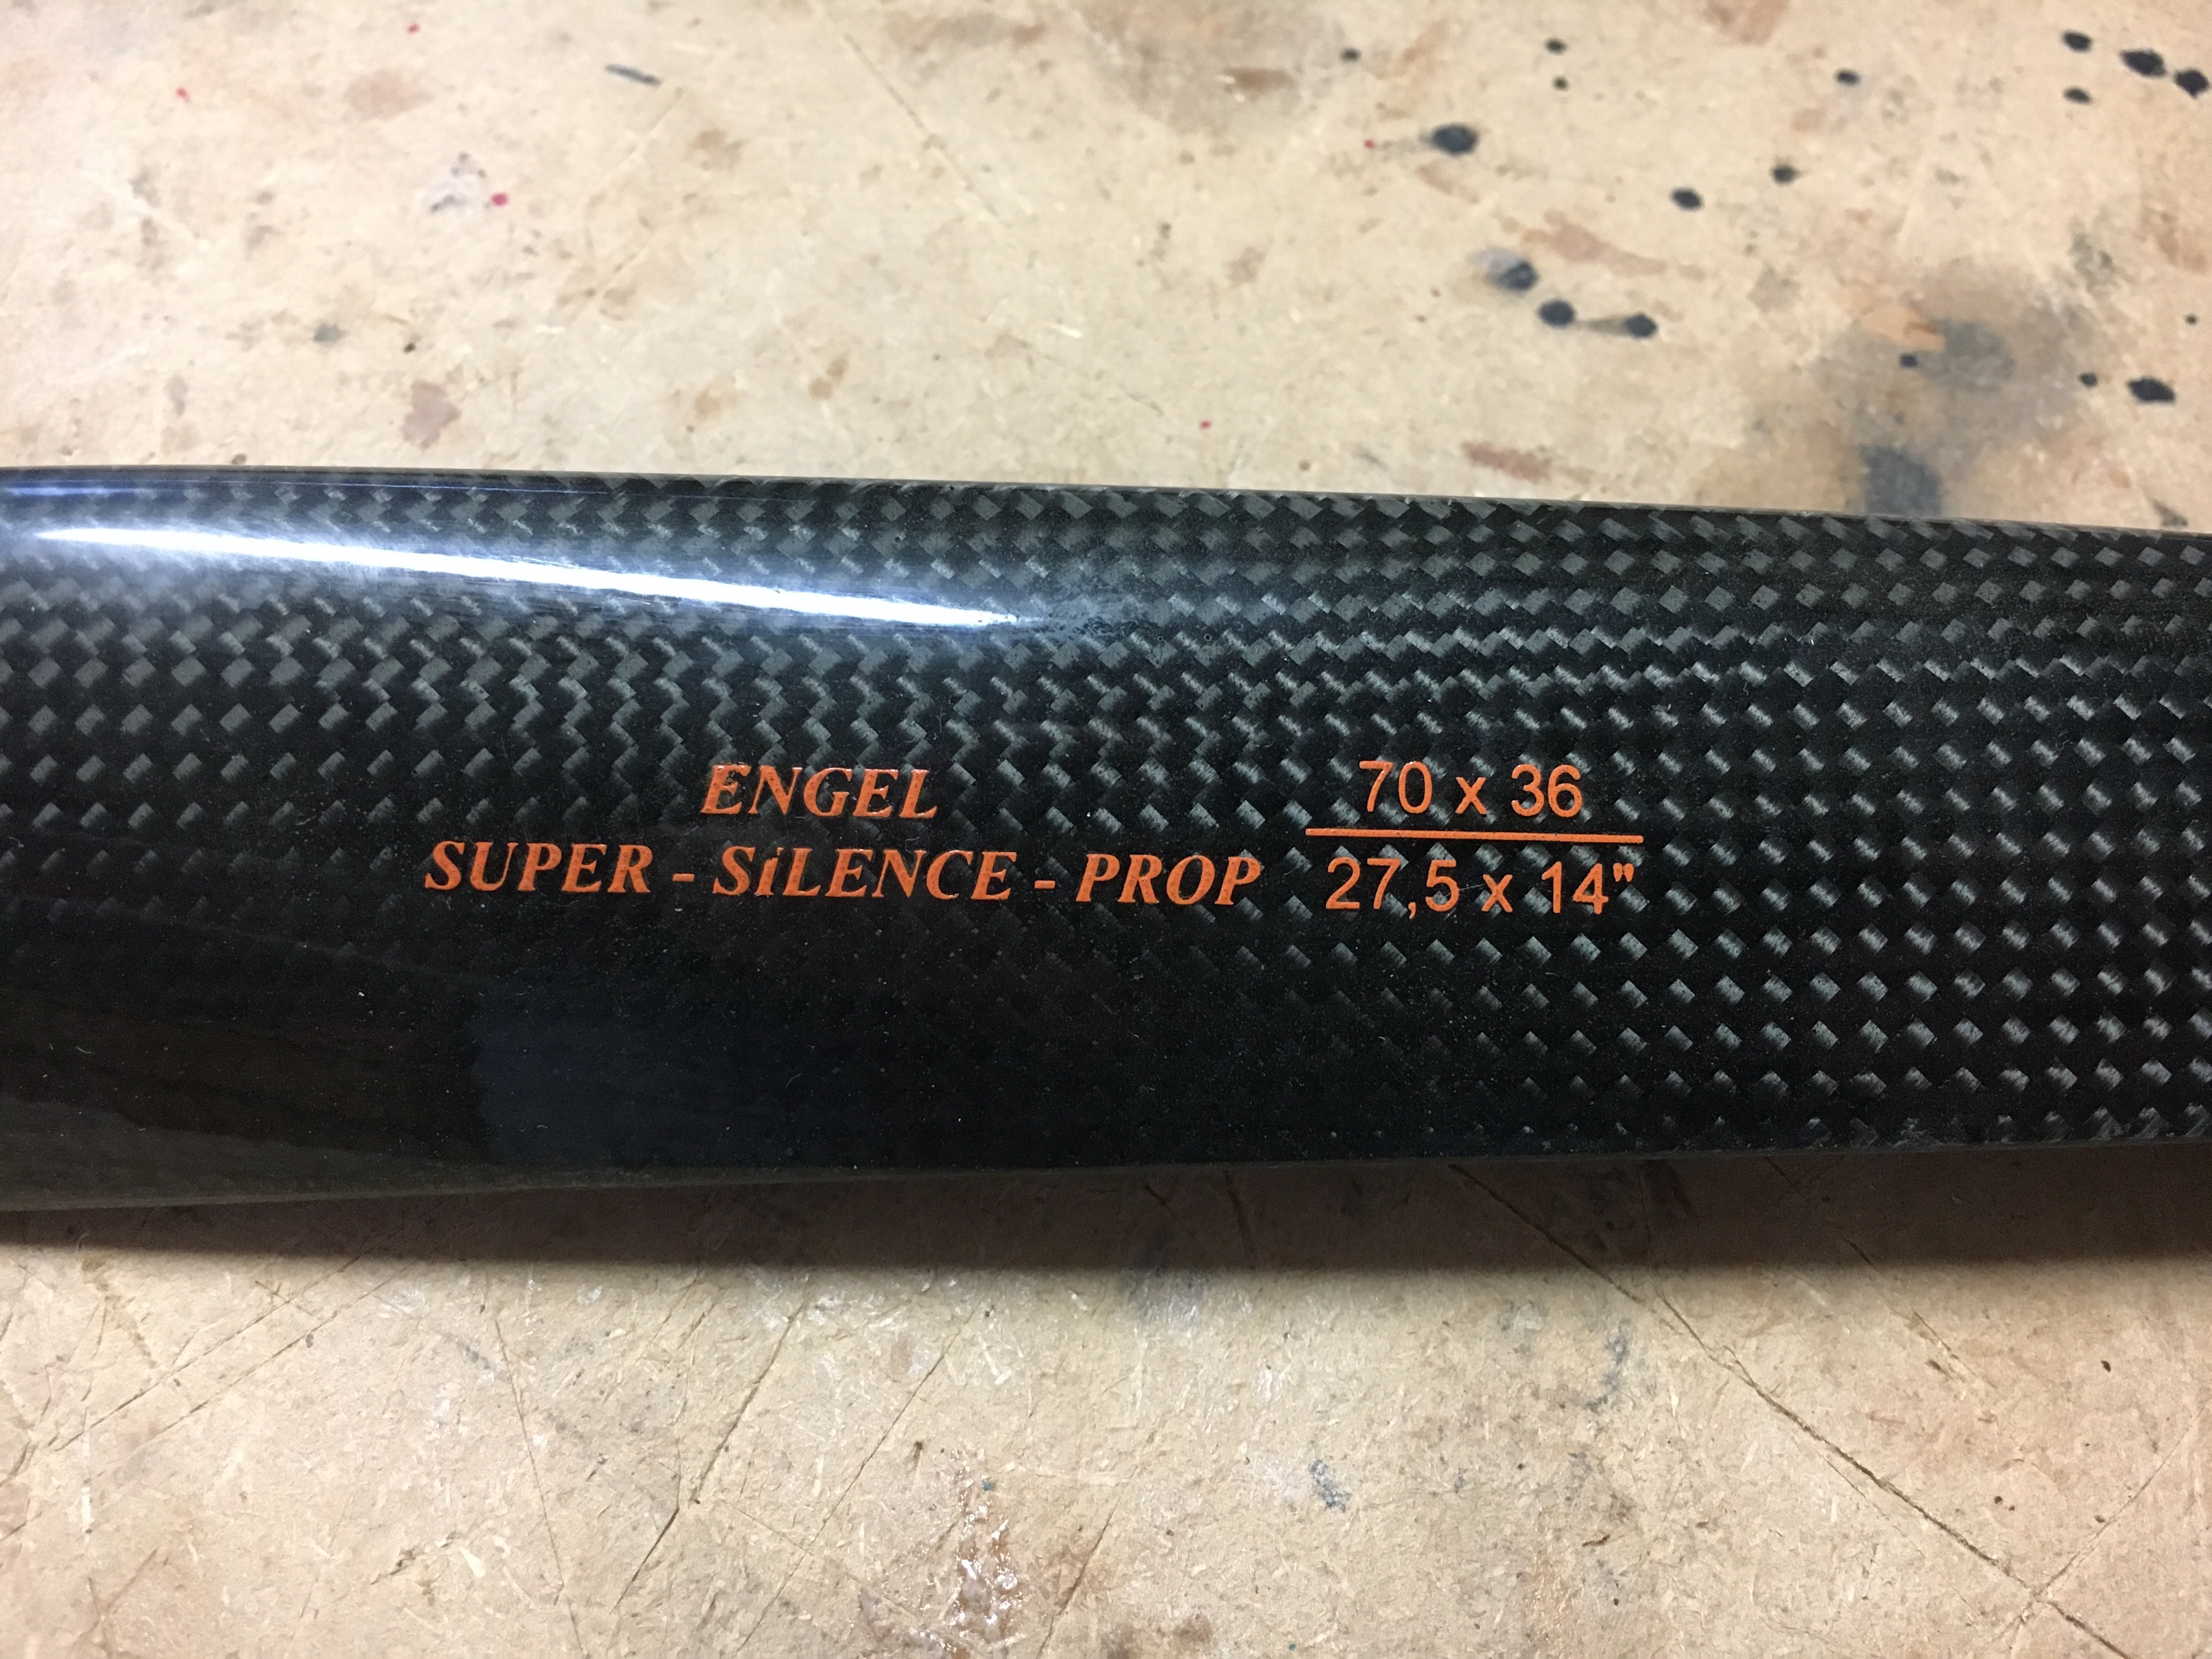 ENGEL
SUPER - SiLENCE - PROP
70 x 36
27,5 x 14"